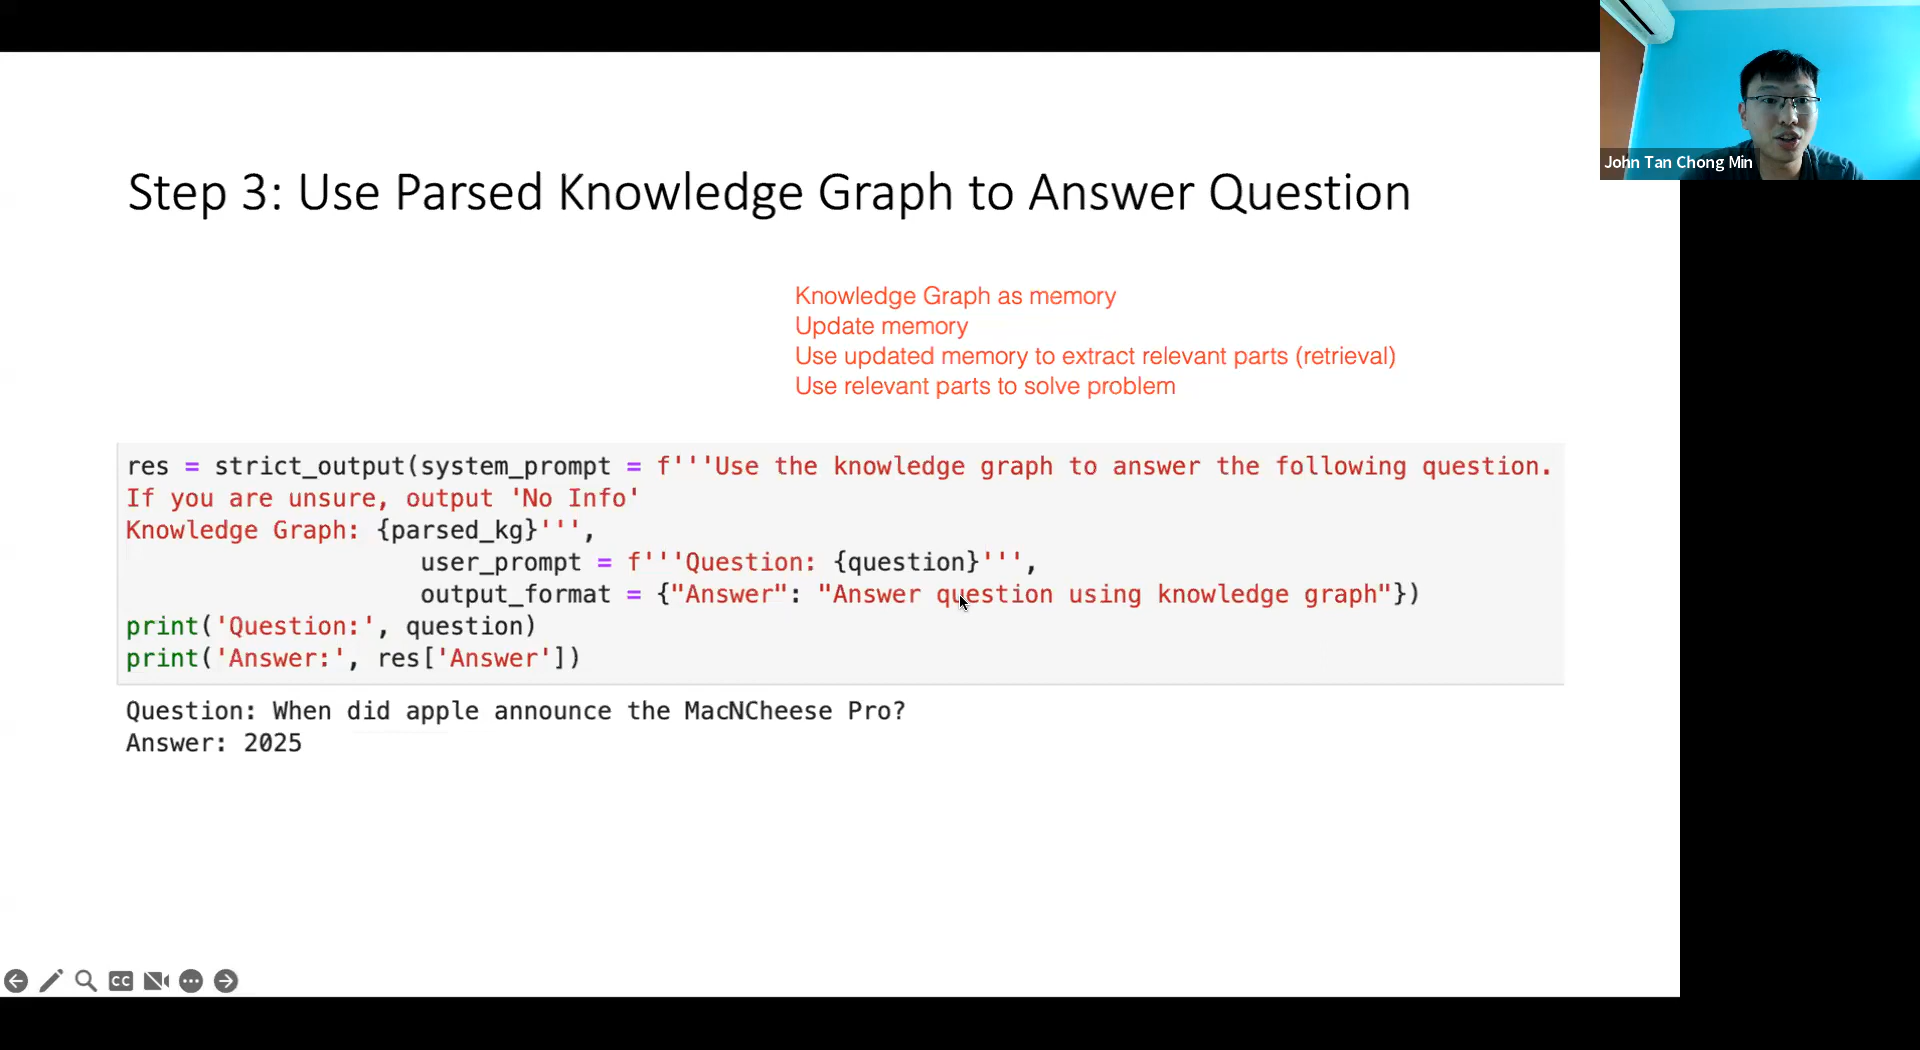 John Tan Chong Min
Step 3: Use Parsed Knowledge Graph to Answer Question
Knowledge Graph as memory
Update memory
Use updated memory to extract relevant parts (retrieval)
Use relevant parts to solve problem
res = strict_output(system_prompt = f'''Use the knowledge graph to answer the following question.
If you are unsure, output 'No Info'
Knowledge Graph: {parsed_kg}''',
user_prompt = f'''Question: {question}''',
output_format = {"Answer": "Answer question using knowledge graph"})
print('Question:', question)
print('Answer:', res['Answer'])
Question: When did apple announce the MacNCheese Pro?
Answer: 2025
CC